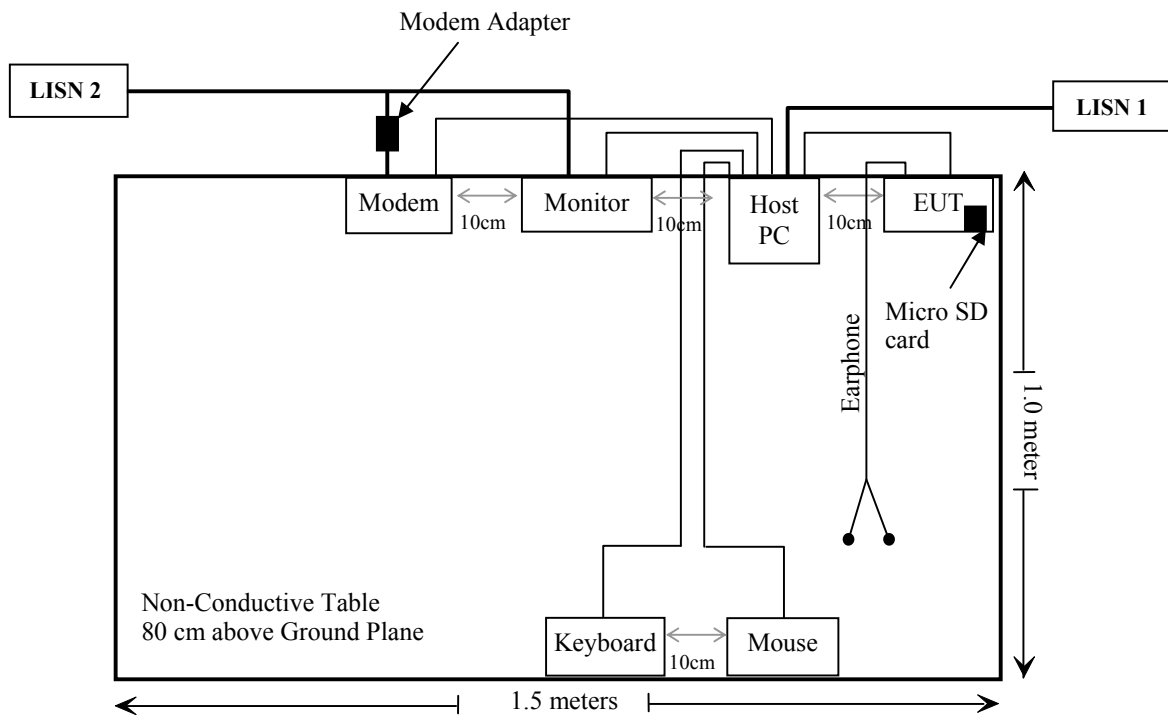 Modem Adapter
LISN 2
LISN 1
Modem
10cm
Monitor
10cm
Host
PC
10cm
EUT
Micro SD
card
Earphone
1.0 meter
Non-Conductive Table
80 cm above Ground Plane
Keyboard
10cm
Mouse
1.5 meters